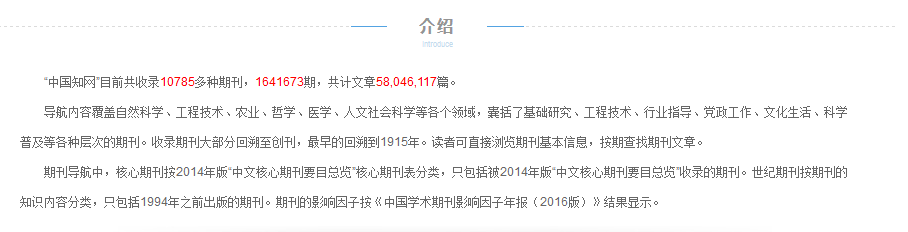 介绍
Introduce
“中国知网”目前共收录10785多种期刊，1641673期，共计文章58,046,117篇。
导航内容覆盖自然科学、工程技术、农业、哲学、医学、人文社会科学等各个领域，囊括了基础研究、工程技术、行业指导、党政工作、文化生活、科学
普及等各种层次的期刊。收录期刊大部分回溯至创刊，最早的回溯到1915年。读者可直接浏览期刊基本信息，按期查找期刊文章。
期刊导航中，核心期刊按2014年版“中文核心期刊要目总览”核心期刊表分类，只包括被2014年版“中文核心期刊要目总览”收录的期刊。世纪期刊按期刊的
知识内容分类，只包括1994年之前出版的期刊。期刊的影响因子按《中国学术期刊影响因子年报（2016版）》结果显示。